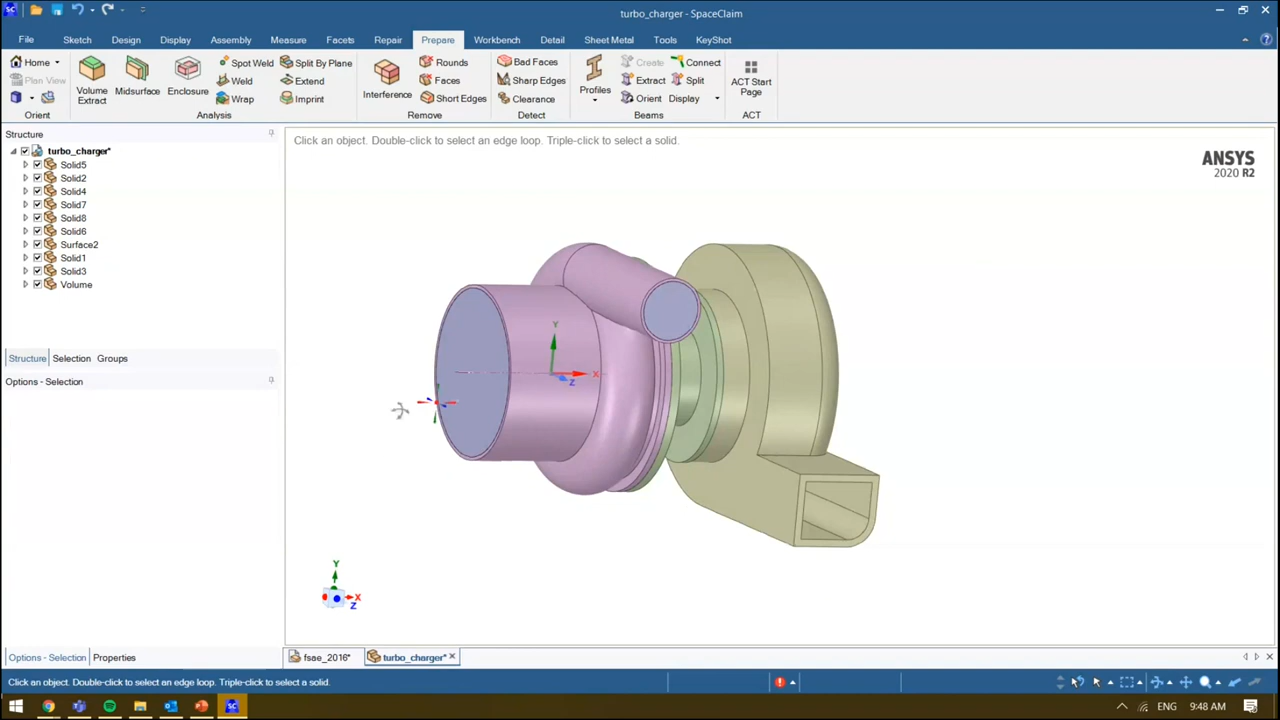 turbo_charger - SpaceClaim
File Sketch Design Display Assembly Measure Facets Repair Prepare Workbench Detail Sheet Metal Tools KeyShot
Home
Plan View
Orient
Volume Extract
Midsurface
Enclosure
Spot Weld
Weld
Wrap
Split By Plane
Extend
Imprint
Analysis
Interference
Rounds
Faces
Short Edges
Remove
Bad Faces
Sharp Edges
Clearance
Detect
Profiles
Create
Extract
Orient
Connect
Split
Display
Beams
ACT Start Page
ACT
Structure
turbo_charger*
Solid5
Solid2
Solid4
Solid7
Solid8
Solid6
Surface2
Solid1
Solid3
Volume
Structure Selection Groups
Options - Selection
Click an object. Double-click to select an edge loop. Triple-click to select a solid.
ANSYS
2020 R2
Y
X
Z
Y
X
Z
Options - Selection Properties
fsae_2016* turbo_charger*
Click an object. Double-click to select an edge loop. Triple-click to select a solid.
ENG 9:48 AM